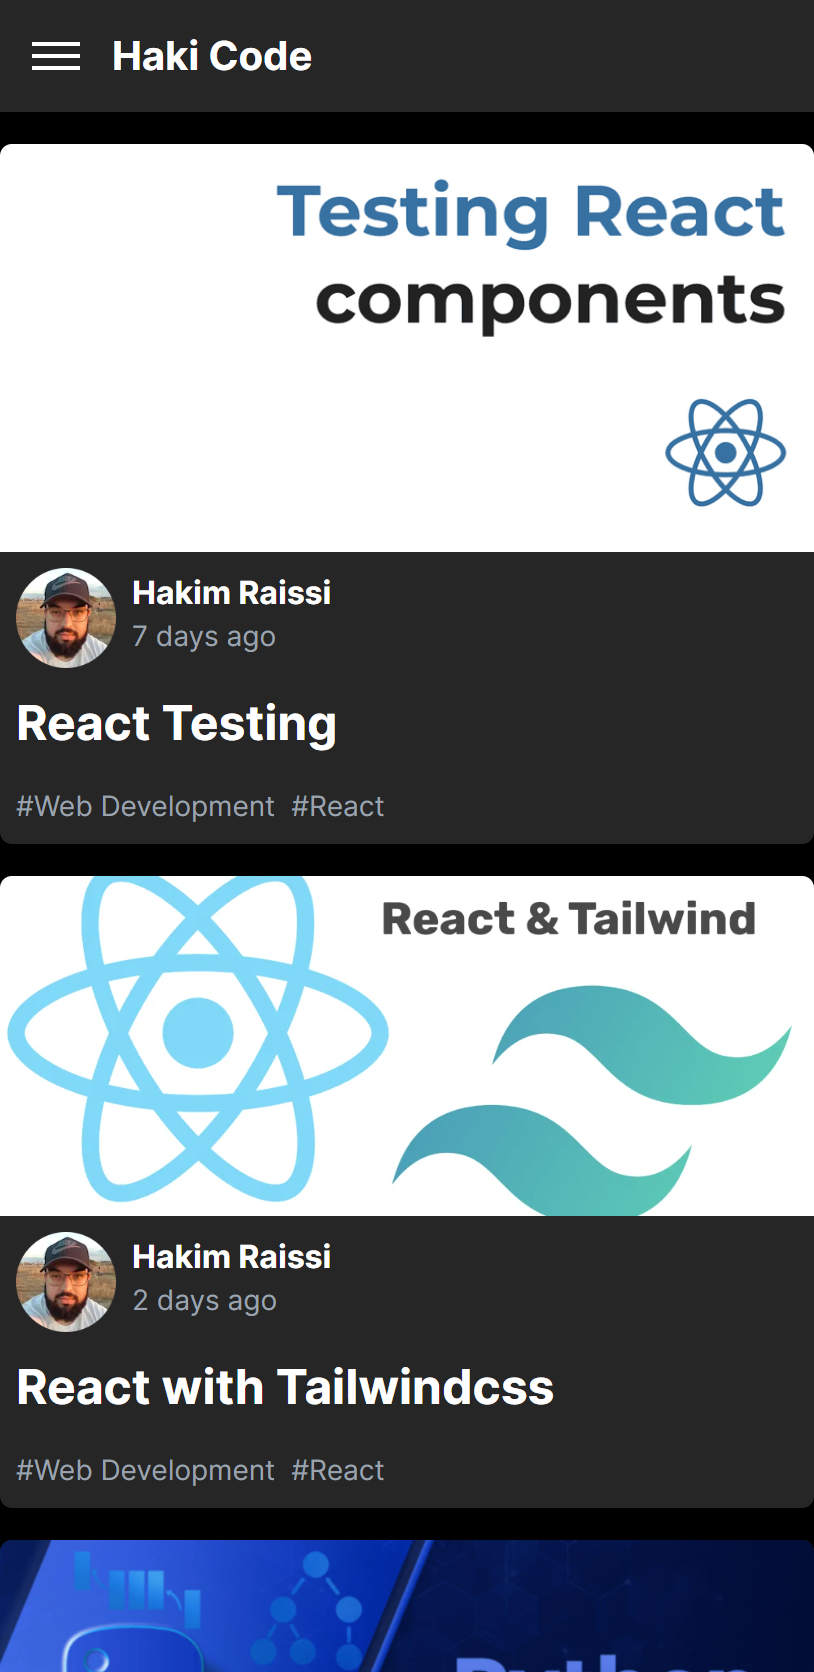 Haki Code
Testing React
components
Hakim Raissi
7 days ago
React Testing
#Web Development #React
React & Tailwind
Hakim Raissi
2 days ago
React with Tailwindcss
#Web Development #React